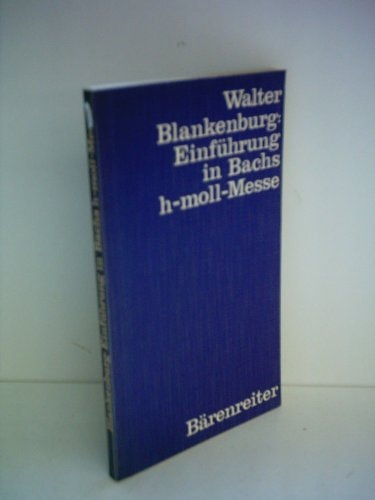 Walter
Blankenburg:
Einführung
in Bachs
h-moll-Messe
Bärenreiter